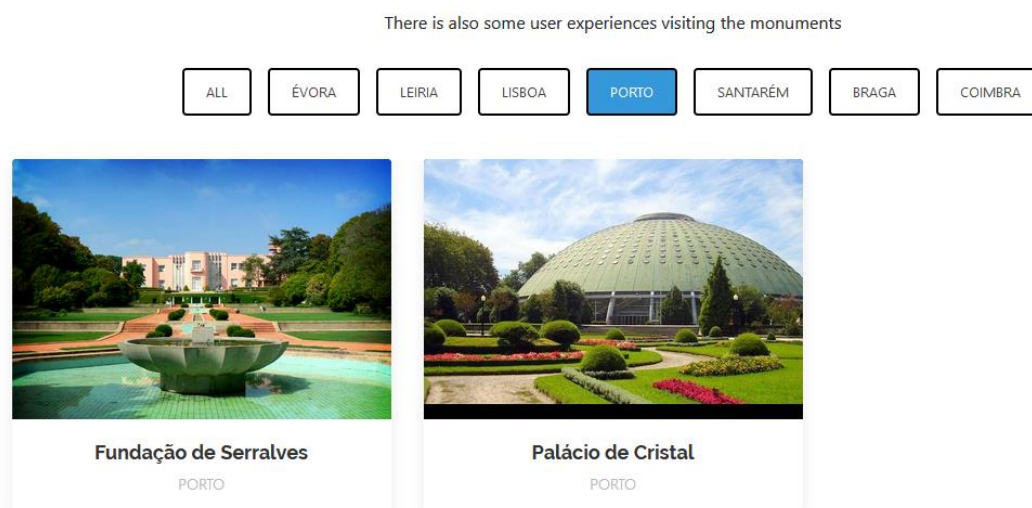 There is also some user experiences visiting the monuments
ALL ÉVORA LEIRIA LISBOA PORTO SANTARÉM BRAGA COIMBRA
Fundação de Serralves Palácio de Cristal
PORTO PORTO